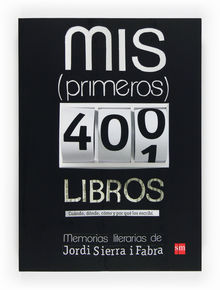 MIS
(primeros)
400
1
LIBROS
Cuándo, dónde, cómo y por qué los escribí.
Memorias literarias de
Jordi Sierra i Fabra
sm